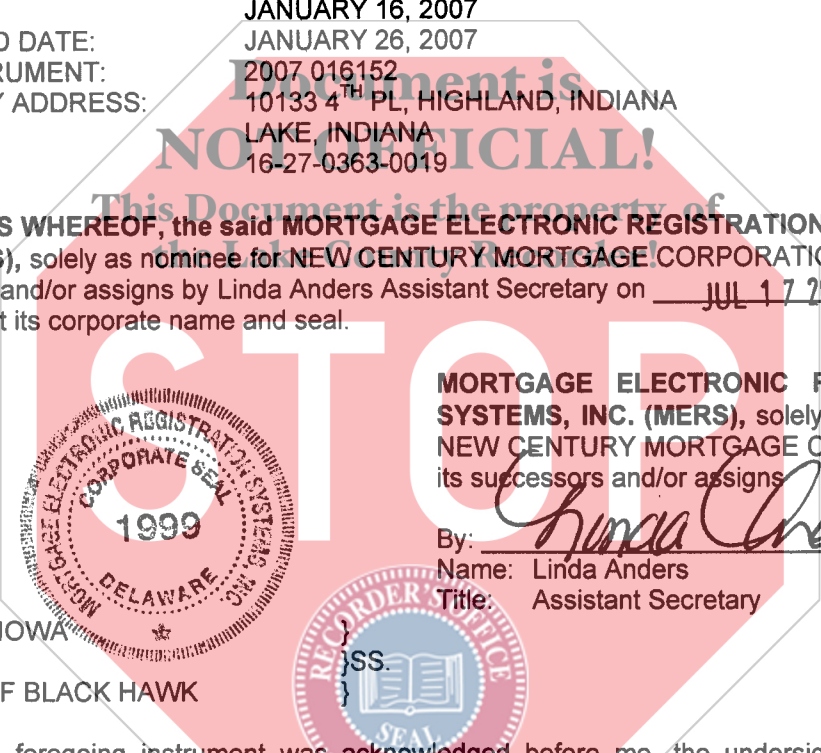 JANUARY 16, 2007
D DATE: JANUARY 26, 2007
RUMENT: 2007 016152
Y ADDRESS: 10133 4TH PL, HIGHLAND, INDIANA
LAKE, INDIANA
16-27-0363-0019
Document is
NOT OFFICIAL!
This Document is the property of
the Lake County Recorder!
S WHEREOF, the said MORTGAGE ELECTRONIC REGISTRATION
S), solely as nominee for NEW CENTURY MORTGAGE CORPORATIO
and/or assigns by Linda Anders Assistant Secretary on JUL 17 2
t its corporate name and seal.
STOP
MORTGAGE ELECTRONIC R
SYSTEMS, INC. (MERS), solely
NEW CENTURY MORTGAGE C
its successors and/or assigns
By: Linda And
Name: Linda Anders
Title: Assistant Secretary
MORTGAGE ELECTRONIC REGISTRATION SYSTEMS, INC.
CORPORATE SEAL
1999
DELAWARE
IOWA }
}SS.
F BLACK HAWK }
RECORDER'S OFFICE
SEAL
foregoing instrument was acknowledged before me, the undersig